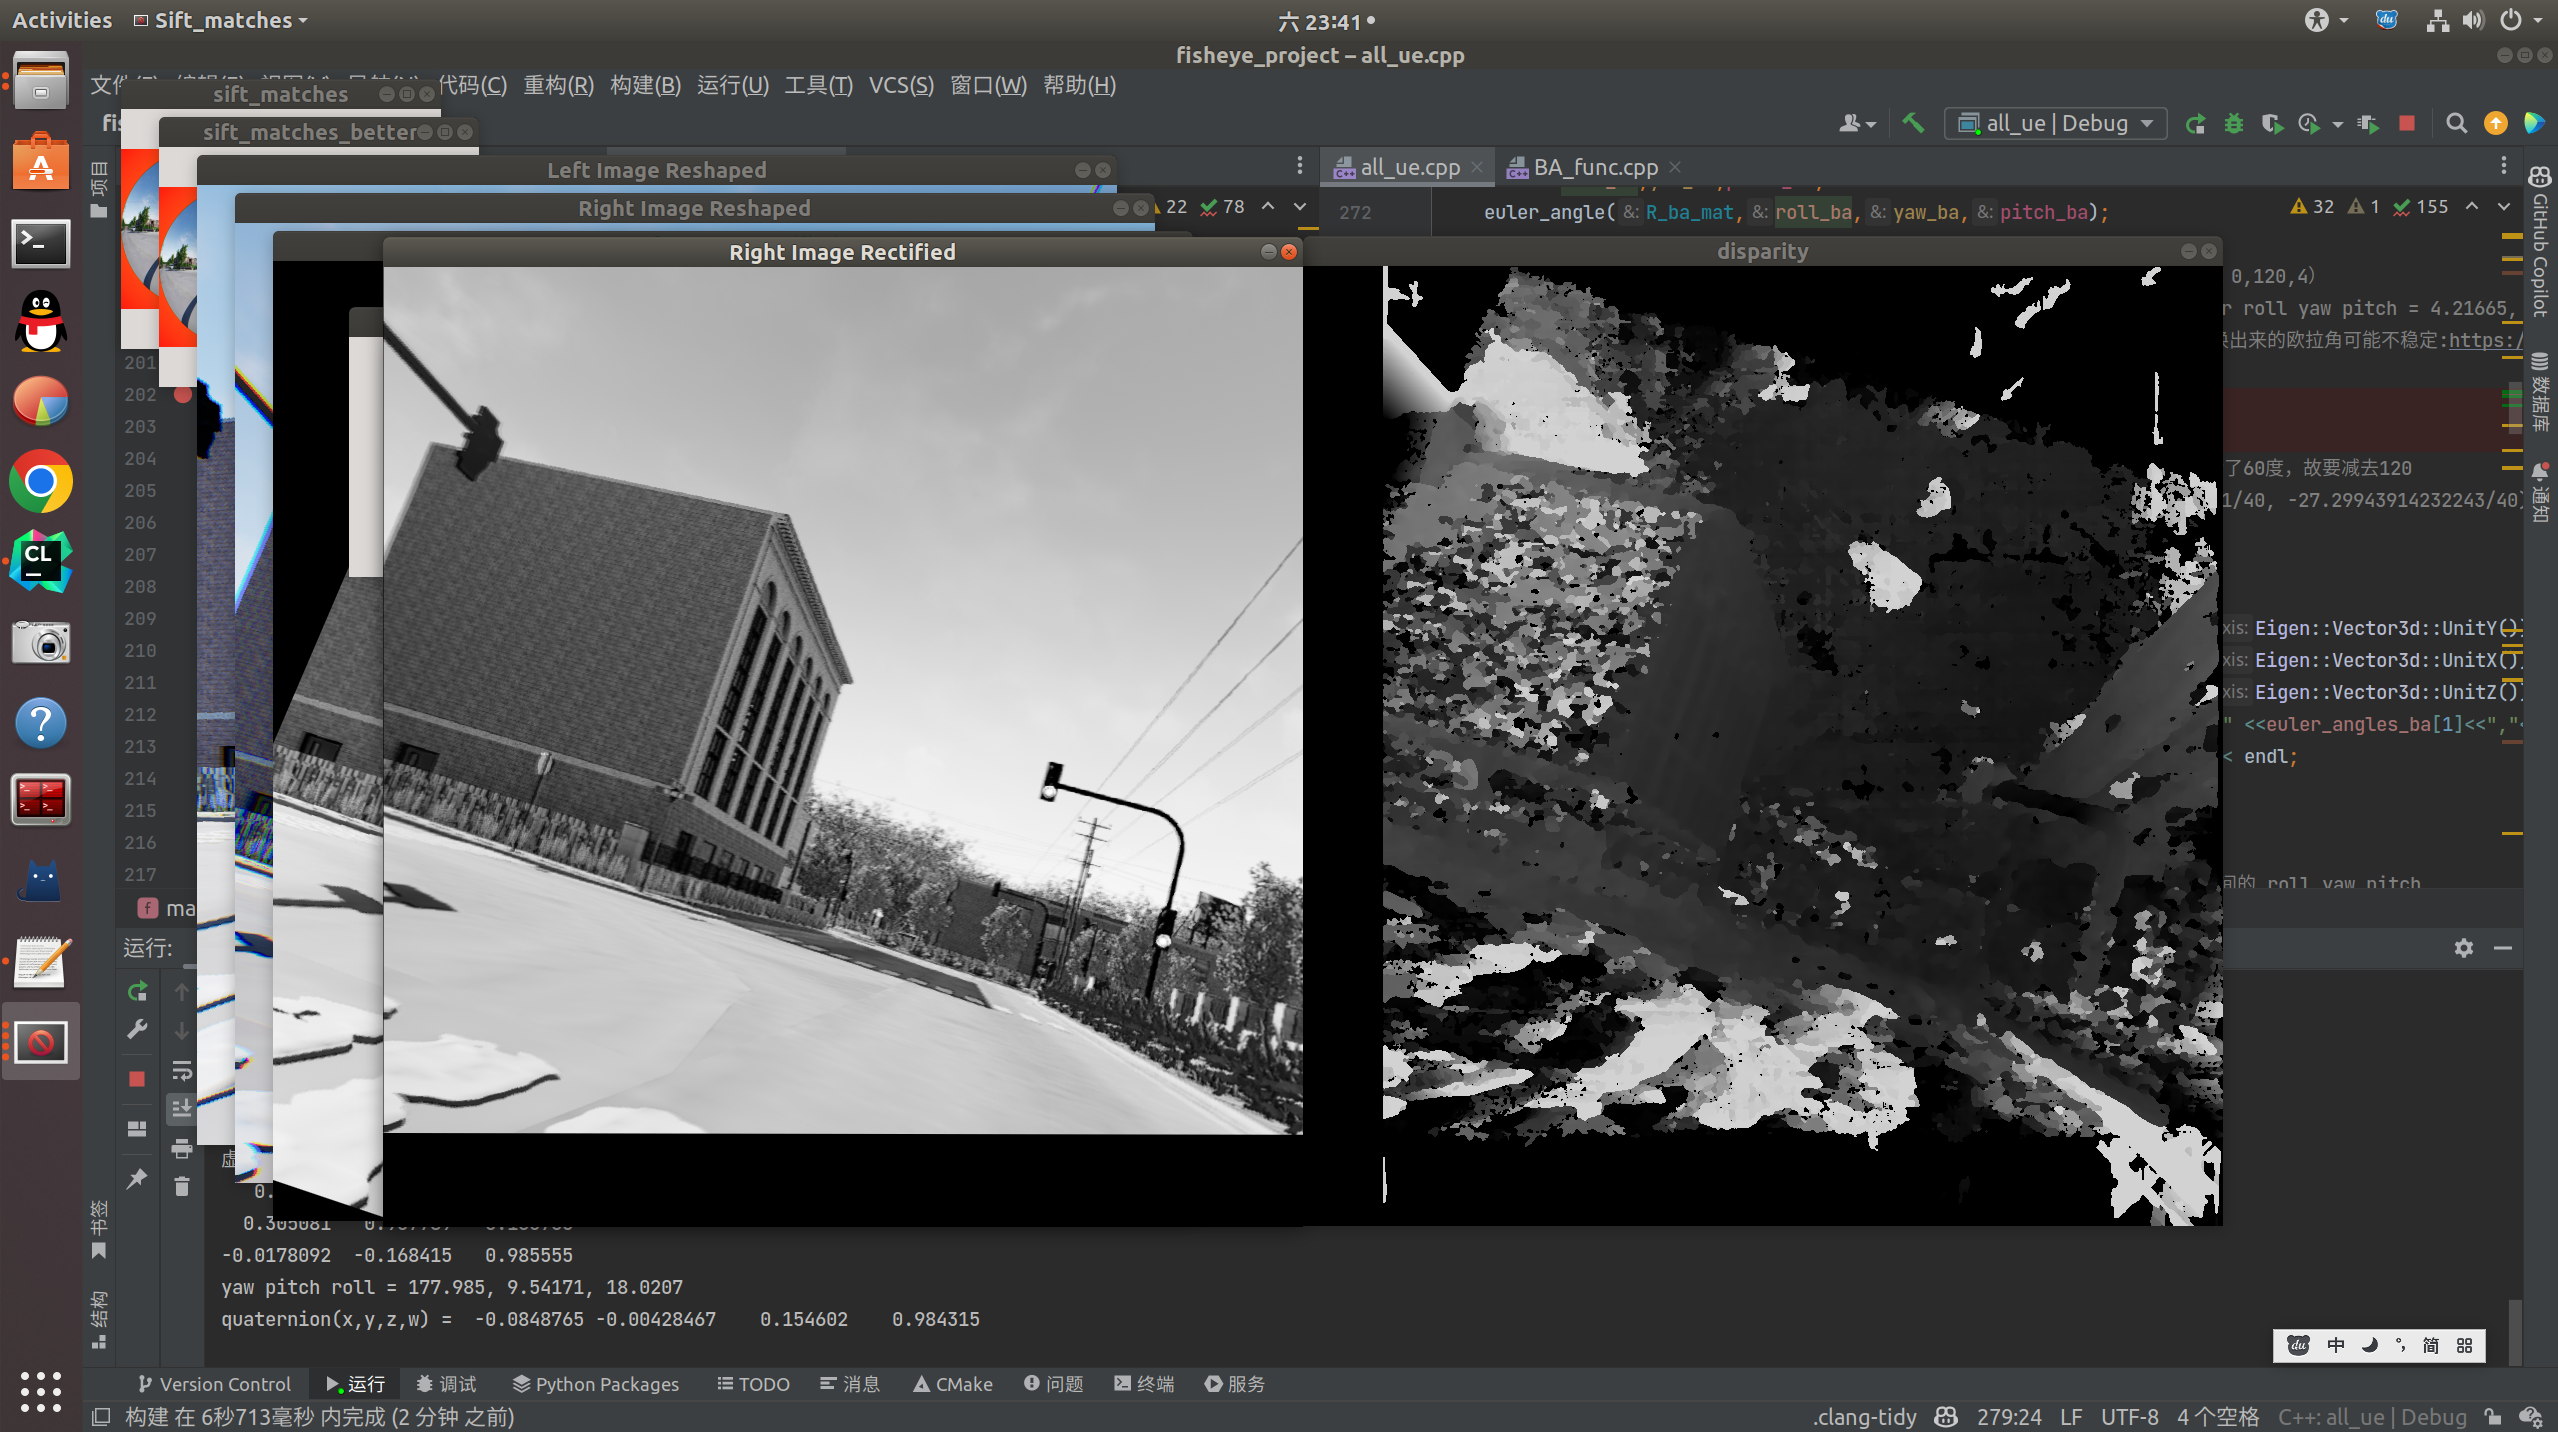 Activities
Sift_matches
六 23:41
fisheye_project – all_ue.cpp
代码(C) 重构(R) 构建(B) 运行(U) 工具(T) VCS(S) 窗口(W) 帮助(H)
sift_matches
sift_matches_better
all_ue | Debug
项目
Left Image Reshaped
all_ue.cpp
BA_func.cpp
Right Image Reshaped
22 78
272 euler_angle( &: R_ba_mat, &: roll_ba, &: yaw_ba, &: pitch_ba);
32 1 155
GitHub Copilot
数据库
通知
Right Image Rectified
disparity
0,120,4）
r roll yaw pitch = 4.21665,
出来的欧拉角可能不稳定:https:/
了60度，故要减去120
1/40, -27.29943914232243/40
xis: Eigen::Vector3d::UnitY()
xis: Eigen::Vector3d::UnitX()
xis: Eigen::Vector3d::UnitZ()
" <<euler_angles_ba[1]<<","
< endl;
间的 roll yaw pitch
201
202
203
204
205
206
207
208
209
210
211
212
213
214
215
216
217
f ma
运行:
书签
结构
虚
0.
0.305081
-0.0178092 -0.168415 0.985555
yaw pitch roll = 177.985, 9.54171, 18.0207
quaternion(x,y,z,w) = -0.0848765 -0.00428467 0.154602 0.984315
du 中 °, 简
Version Control 运行 调试 Python Packages TODO 消息 CMake 问题 终端 服务
构建 在 6秒713毫秒 内完成 (2 分钟 之前)
.clang-tidy 279:24 LF UTF-8 4 个空格 C++: all_ue | Debug